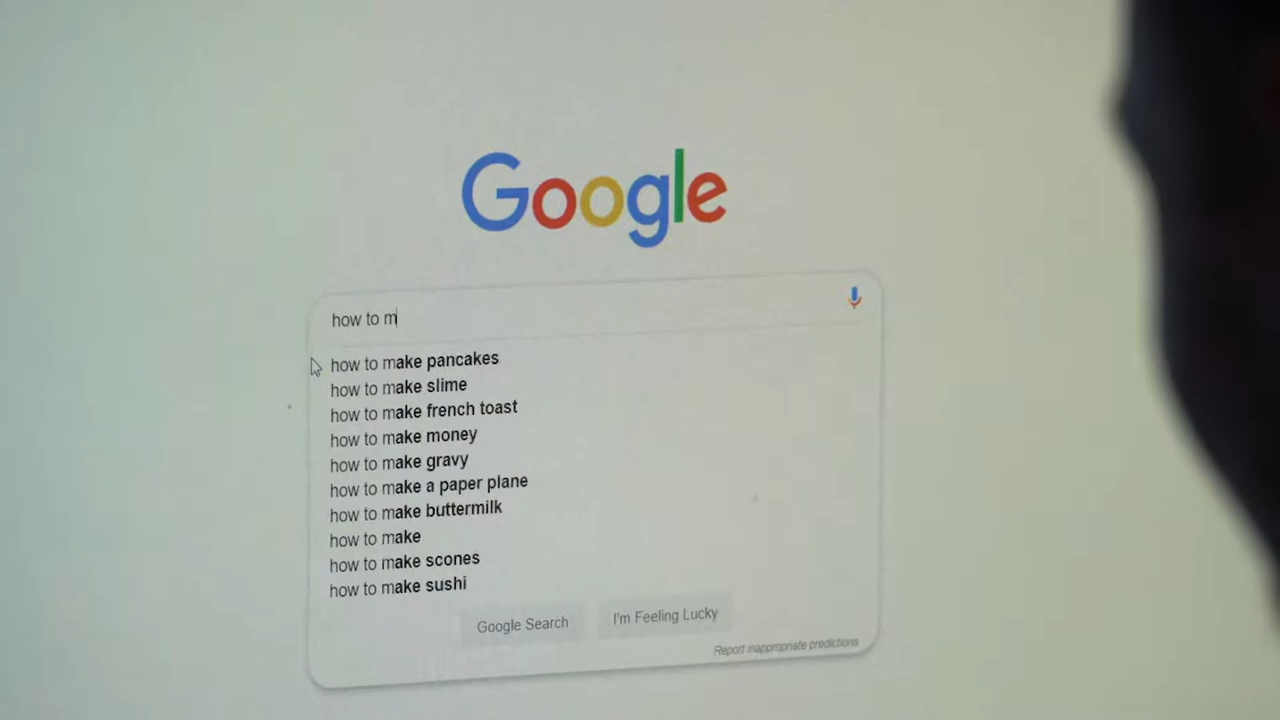 Google
how to m
how to make pancakes
how to make slime
how to make french toast
how to make money
how to make gravy
how to make a paper plane
how to make buttermilk
how to make
how to make scones
how to make sushi
Google Search I'm Feeling Lucky
Report inappropriate predictions